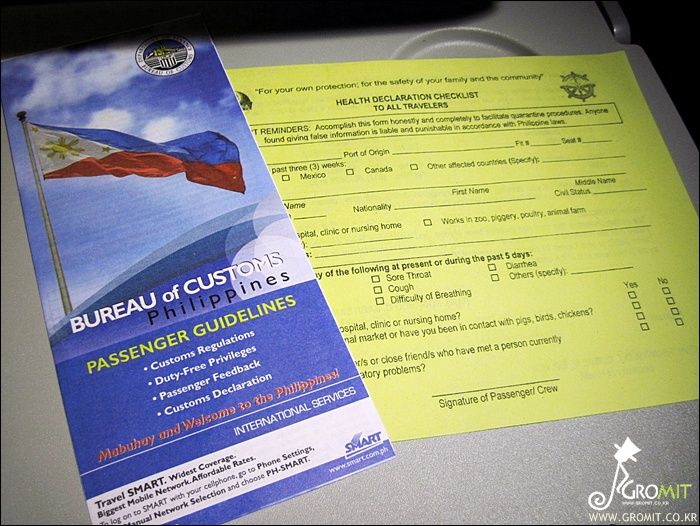 BUREAU of CUSTOMS
Philippines
PASSENGER GUIDELINES
• Customs Regulations
• Duty-Free Privileges
• Passenger Feedback
• Customs Declaration
Mabuhay and Welcome to the Philippines!
INTERNATIONAL SERVICES
SMART
www.smart.com.ph
Travel SMART. Widest Coverage.
Biggest Mobile Network. Affordable Rates.
To log on to SMART with your cellphone, go to Phone Settings,
Manual Network Selection and choose PH-SMART.
"For your own protection; for the safety of your family and the community"
HEALTH DECLARATION CHECKLIST
TO ALL TRAVELERS
T REMINDERS: Accomplish this form honestly and completely to facilitate quarantine procedures. Anyone
found giving false information is liable and punishable in accordance with Philippine laws.
Port of Origin Flt # Seat #
past three (3) weeks:
Mexico Canada Other affected countries (Specify):
Name First Name Middle Name
Nationality Civil Status
spital, clinic or nursing home Works in zoo, piggery, poultry, animal farm
y of the following at present or during the past 5 days:
Sore Throat Diarrhea
Cough Others (specify):
Difficulty of Breathing
Yes No
ospital, clinic or nursing home?
nal market or have you been in contact with pigs, birds, chickens?
r/s or close friend/s who have met a person currently
atory problems?
Signature of Passenger/ Crew
GROMIT
WWW.GROMIT.CO.KR